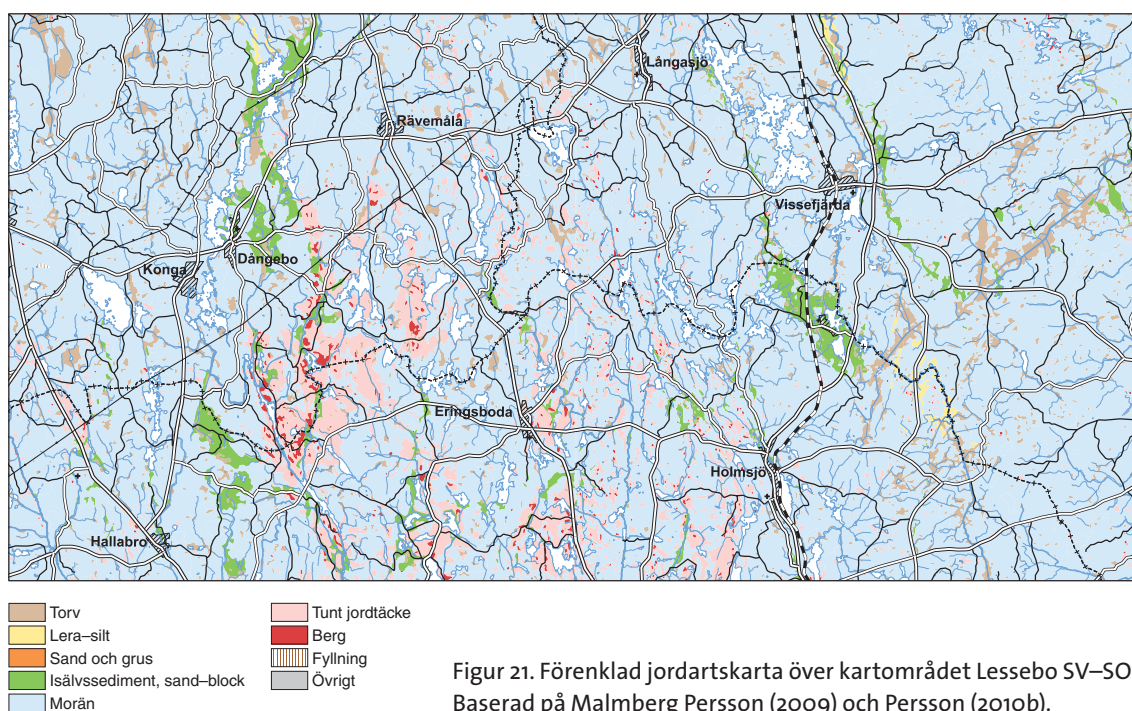 Långasjö
Rävemåla
Vissefjärda
Dångebo
Konga
Eringsboda
Holmsjö
Hallabro
Torv
Lera–silt
Sand och grus
Isälvssediment, sand–block
Morän
Tunt jordtäcke
Berg
Fyllning
Övrigt
Figur 21. Förenklad jordartskarta över kartområdet Lessebo SV–SO
Baserad på Malmberg Persson (2009) och Persson (2010b).